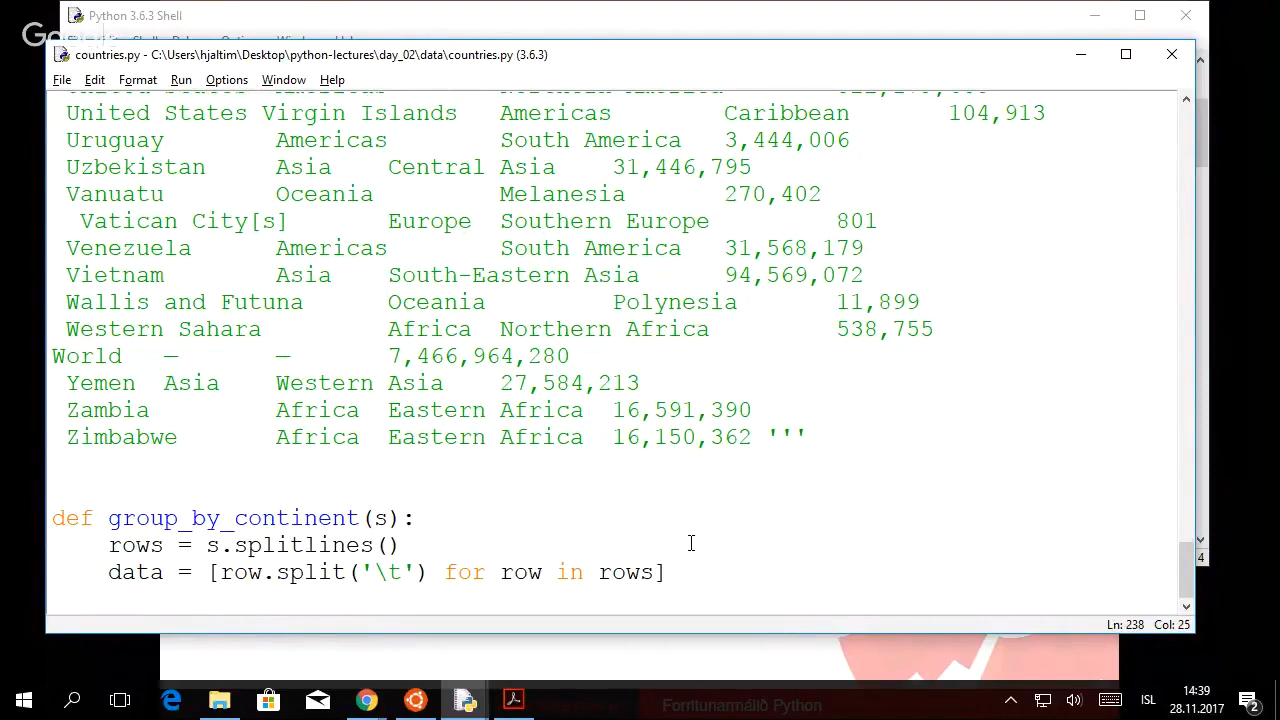 Python 3.6.3 Shell
countries.py - C:\Users\hjaltim\Desktop\python-lectures\day_02\data\countries.py (3.6.3)
File Edit Format Run Options Window Help
United States Virgin Islands Americas Caribbean 104,913
Uruguay Americas South America 3,444,006
Uzbekistan Asia Central Asia 31,446,795
Vanuatu Oceania Melanesia 270,402
Vatican City[s] Europe Southern Europe 801
Venezuela Americas South America 31,568,179
Vietnam Asia South-Eastern Asia 94,569,072
Wallis and Futuna Oceania Polynesia 11,899
Western Sahara Africa Northern Africa 538,755
World — — 7,466,964,280
Yemen Asia Western Asia 27,584,213
Zambia Africa Eastern Africa 16,591,390
Zimbabwe Africa Eastern Africa 16,150,362 '''
def group_by_continent(s):
rows = s.splitlines()
data = [row.split('\t') for row in rows]
4
Ln: 238 Col: 25
Forritunarmálið Python
ISL
14:39
28.11.2017
2